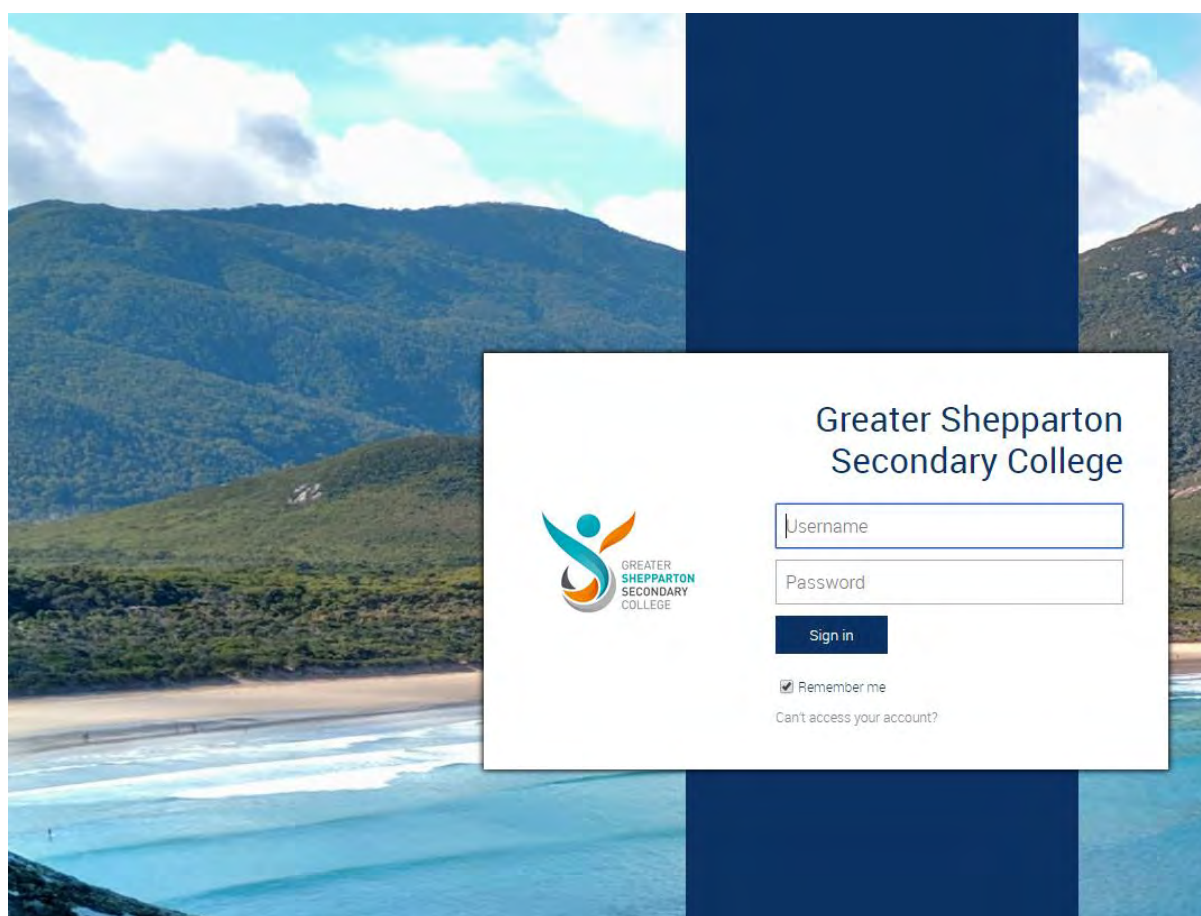 Greater Shepparton
Secondary College
GREATER
SHEPPARTON
SECONDARY
COLLEGE
Username
Password
Sign in
Remember me
Can't access your account?